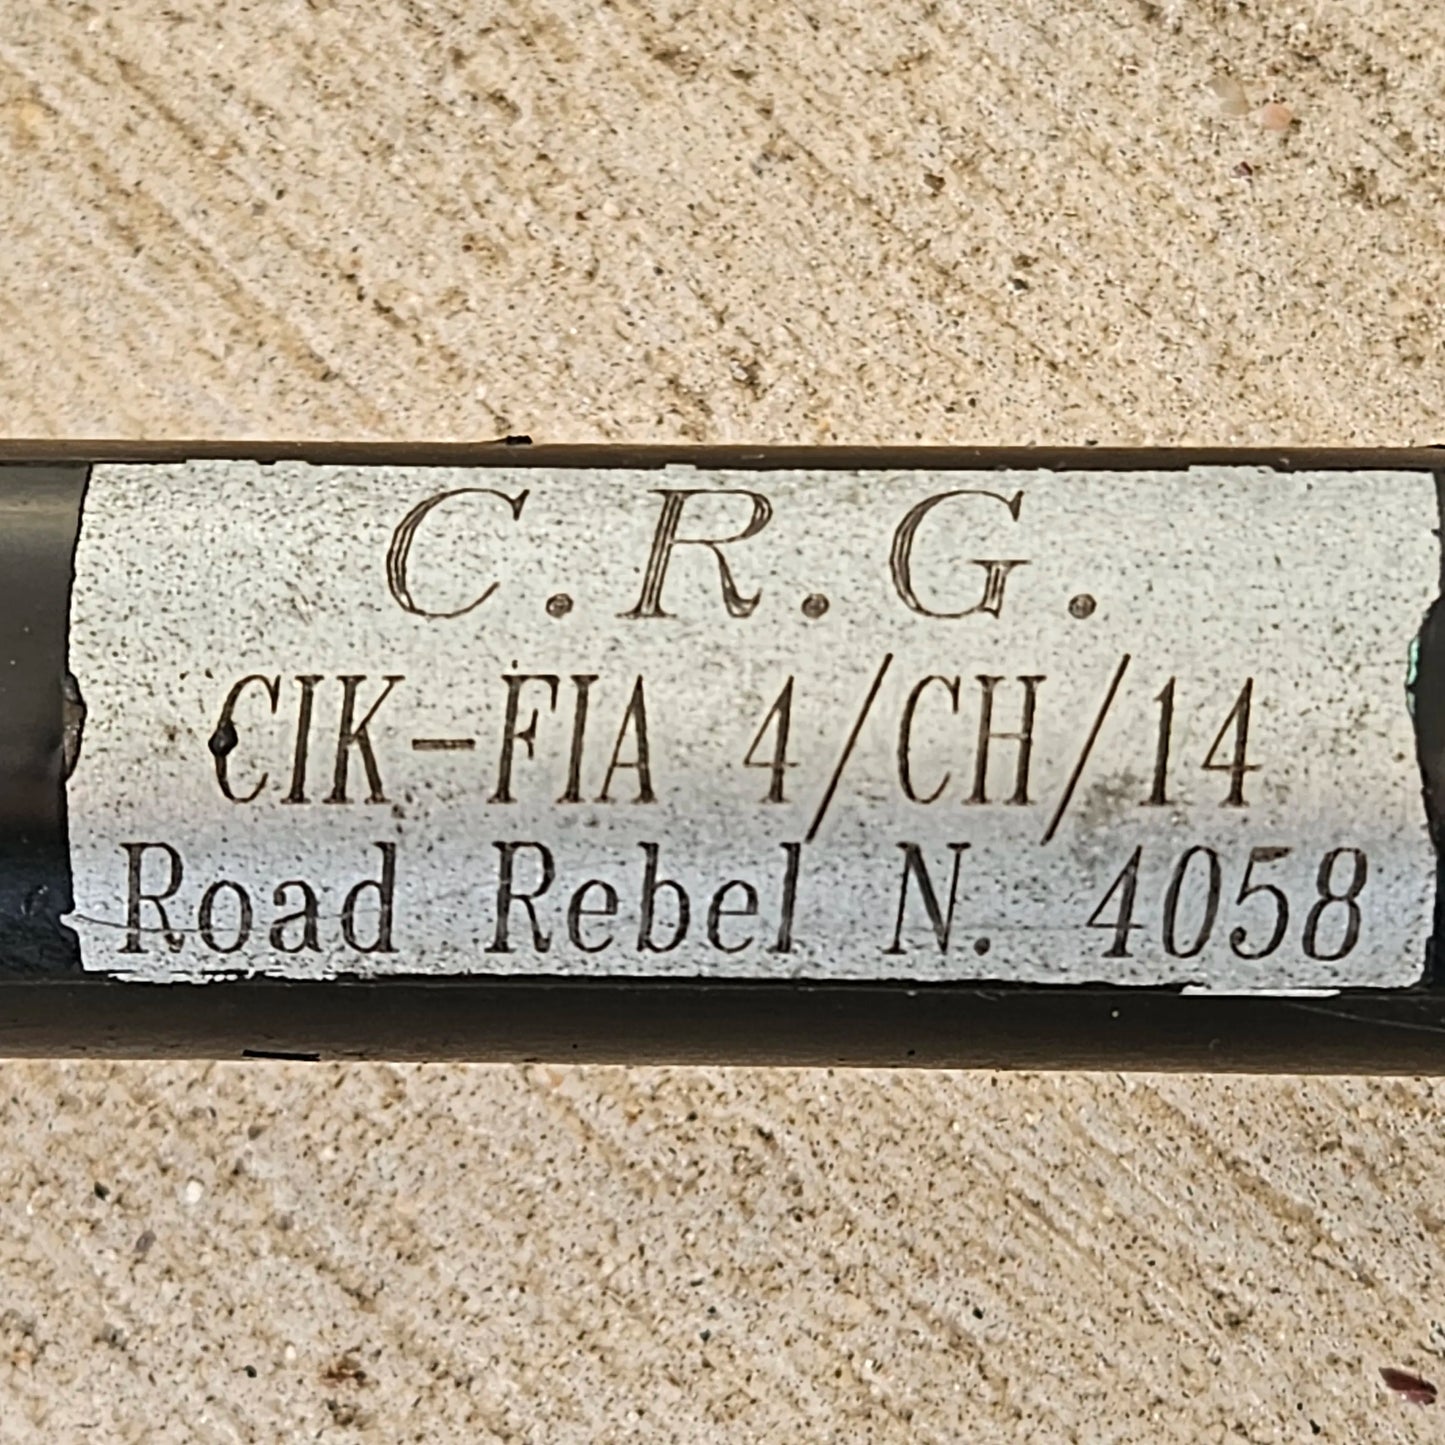 C.R.G.
CIK-FIA 4/CH/14
Road Rebel N. 4058